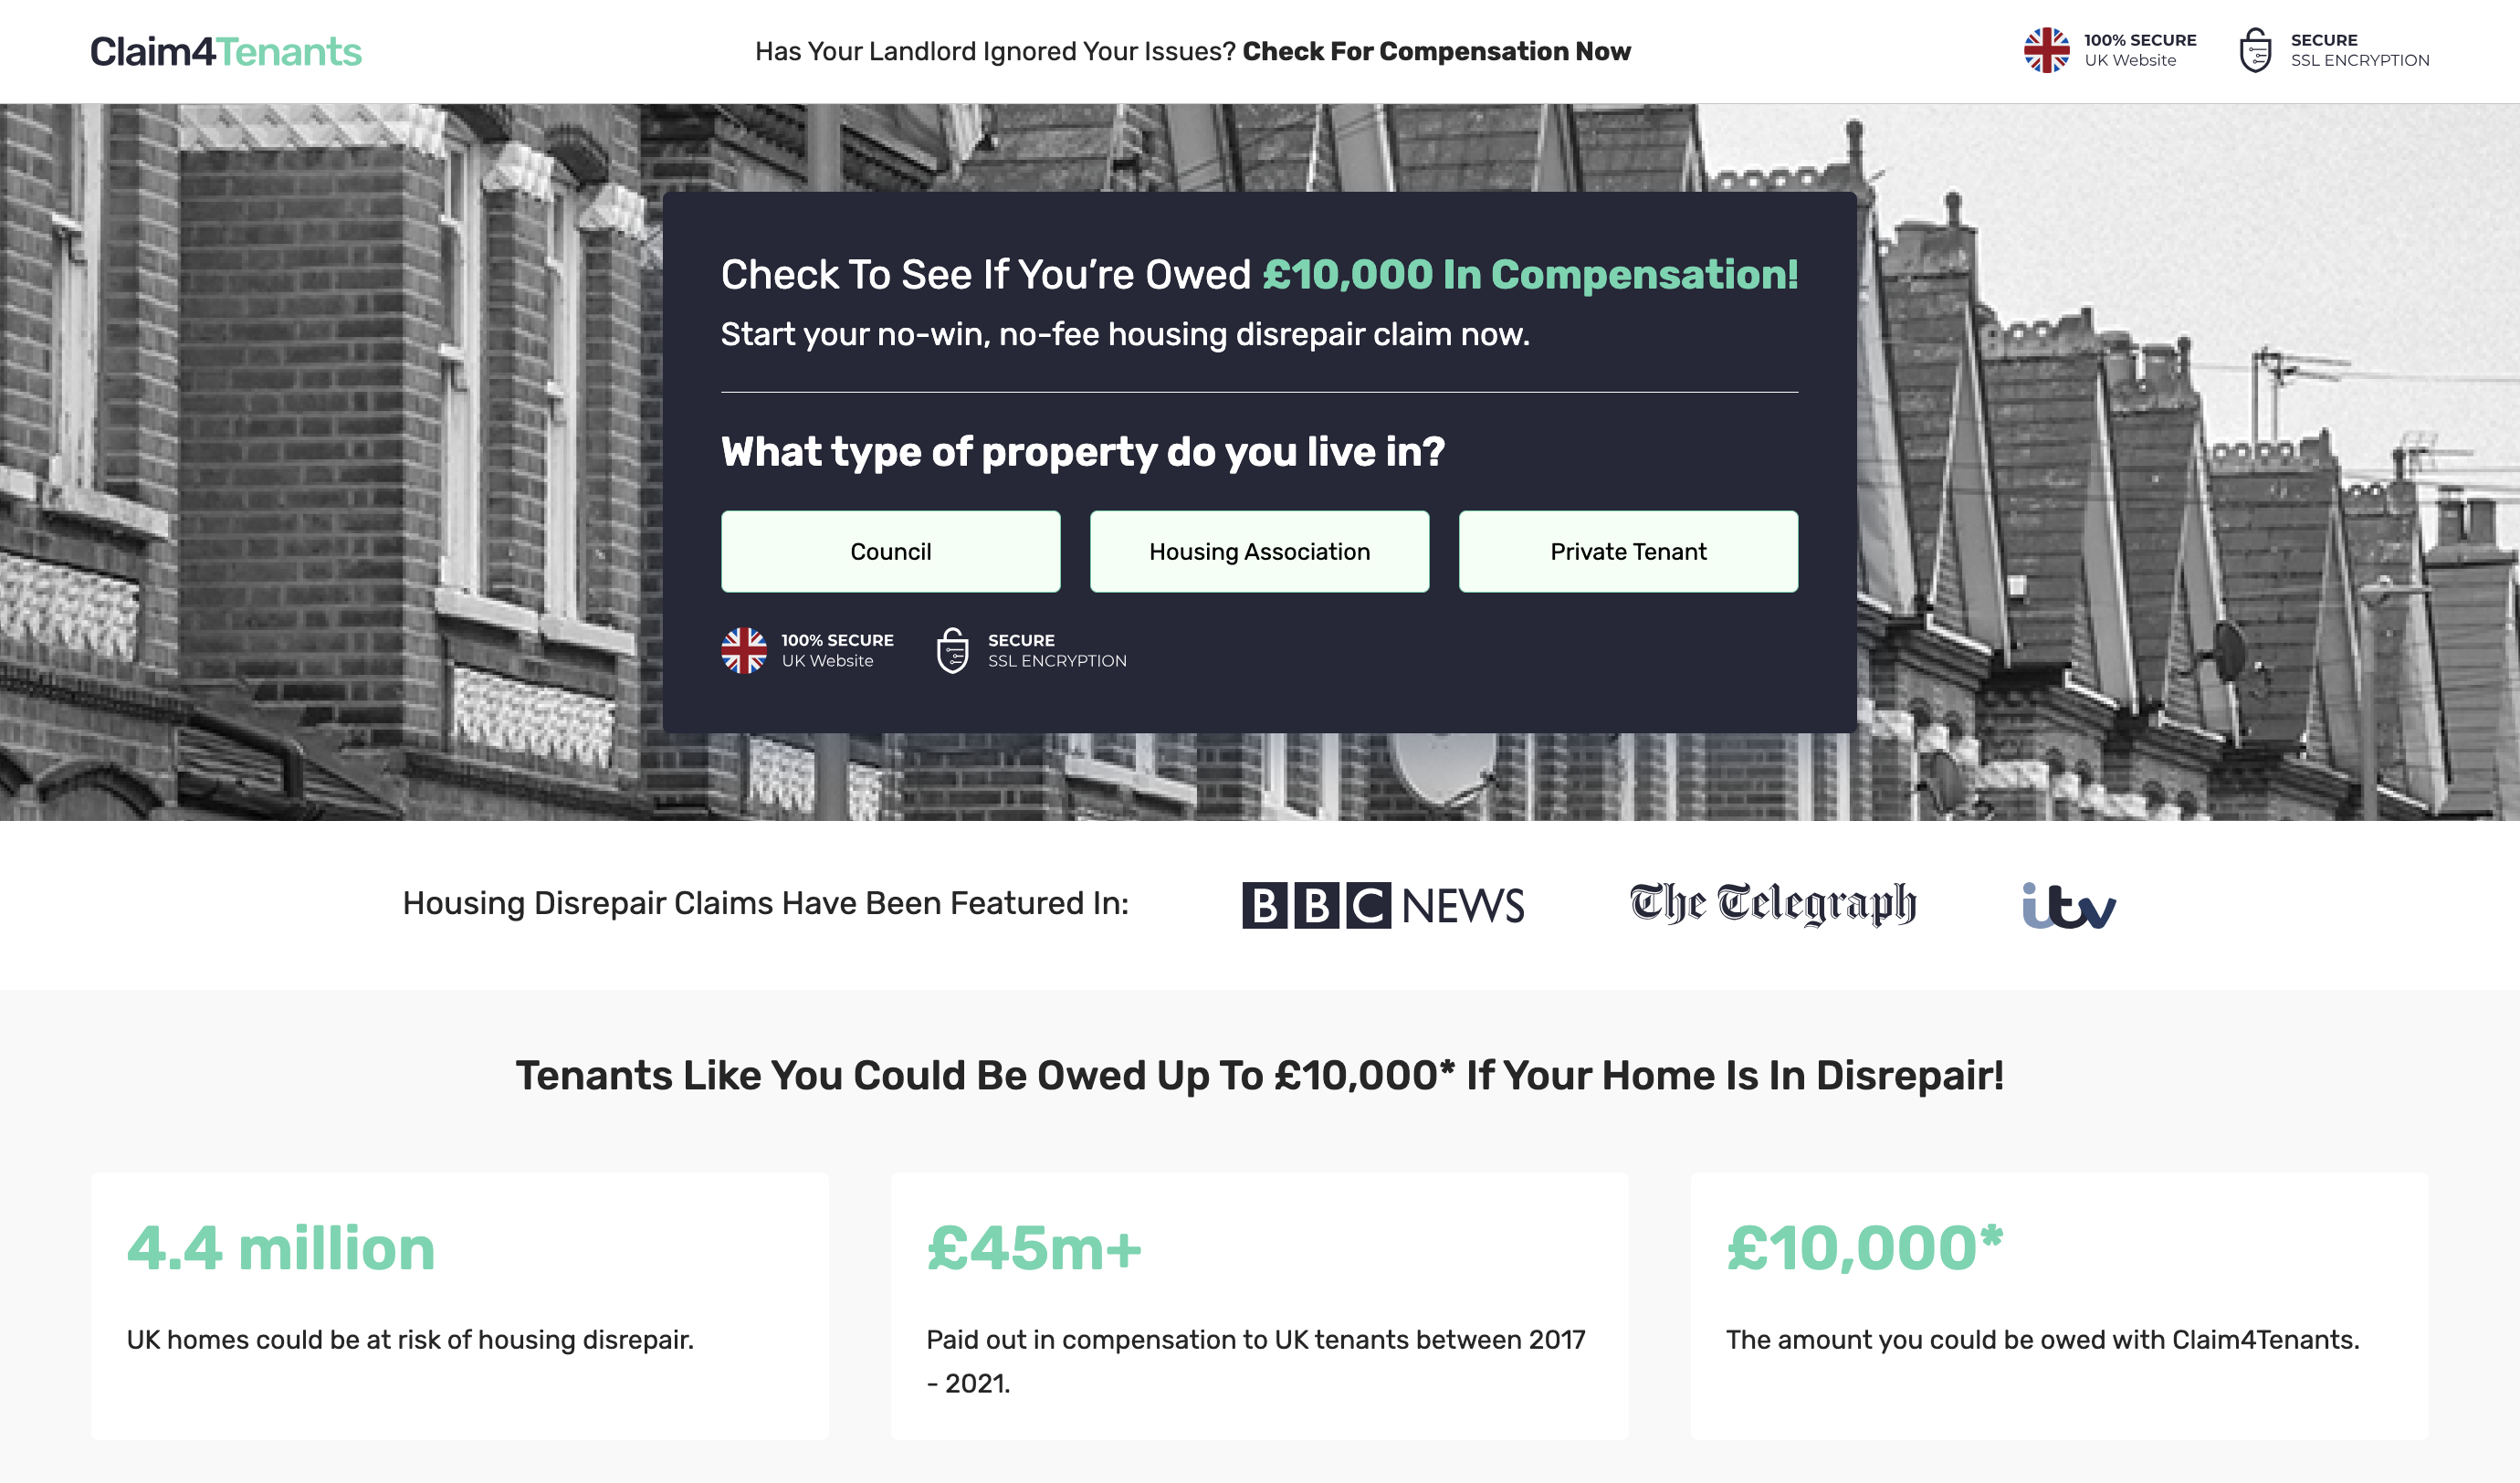 Claim4Tenants
Has Your Landlord Ignored Your Issues? Check For Compensation Now
100% SECURE
UK Website
SECURE
SSL ENCRYPTION
Check To See If You’re Owed £10,000 In Compensation!
Start your no-win, no-fee housing disrepair claim now.
What type of property do you live in?
Council
Housing Association
Private Tenant
100% SECURE
UK Website
SECURE
SSL ENCRYPTION
Housing Disrepair Claims Have Been Featured In:
BBC NEWS
The Telegraph
itv
Tenants Like You Could Be Owed Up To £10,000* If Your Home Is In Disrepair!
4.4 million
UK homes could be at risk of housing disrepair.
£45m+
Paid out in compensation to UK tenants between 2017
- 2021.
£10,000*
The amount you could be owed with Claim4Tenants.